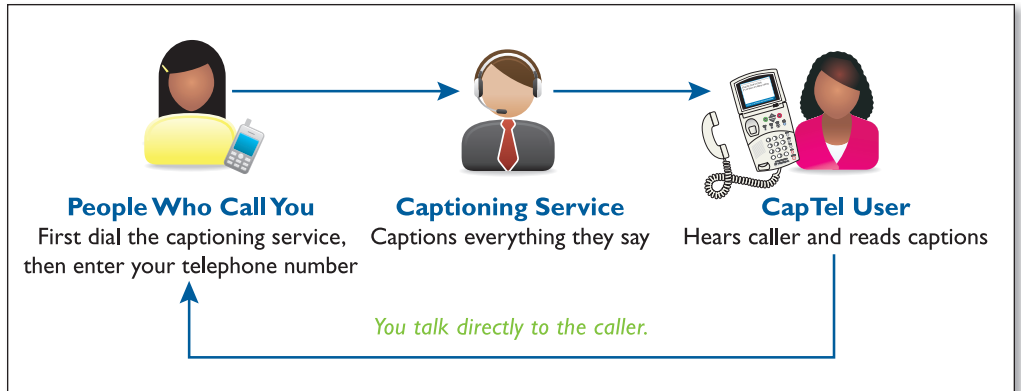 People Who Call You
First dial the captioning service,
then enter your telephone number
Captioning Service
Captions everything they say
CapTel User
Hears caller and reads captions
You talk directly to the caller.